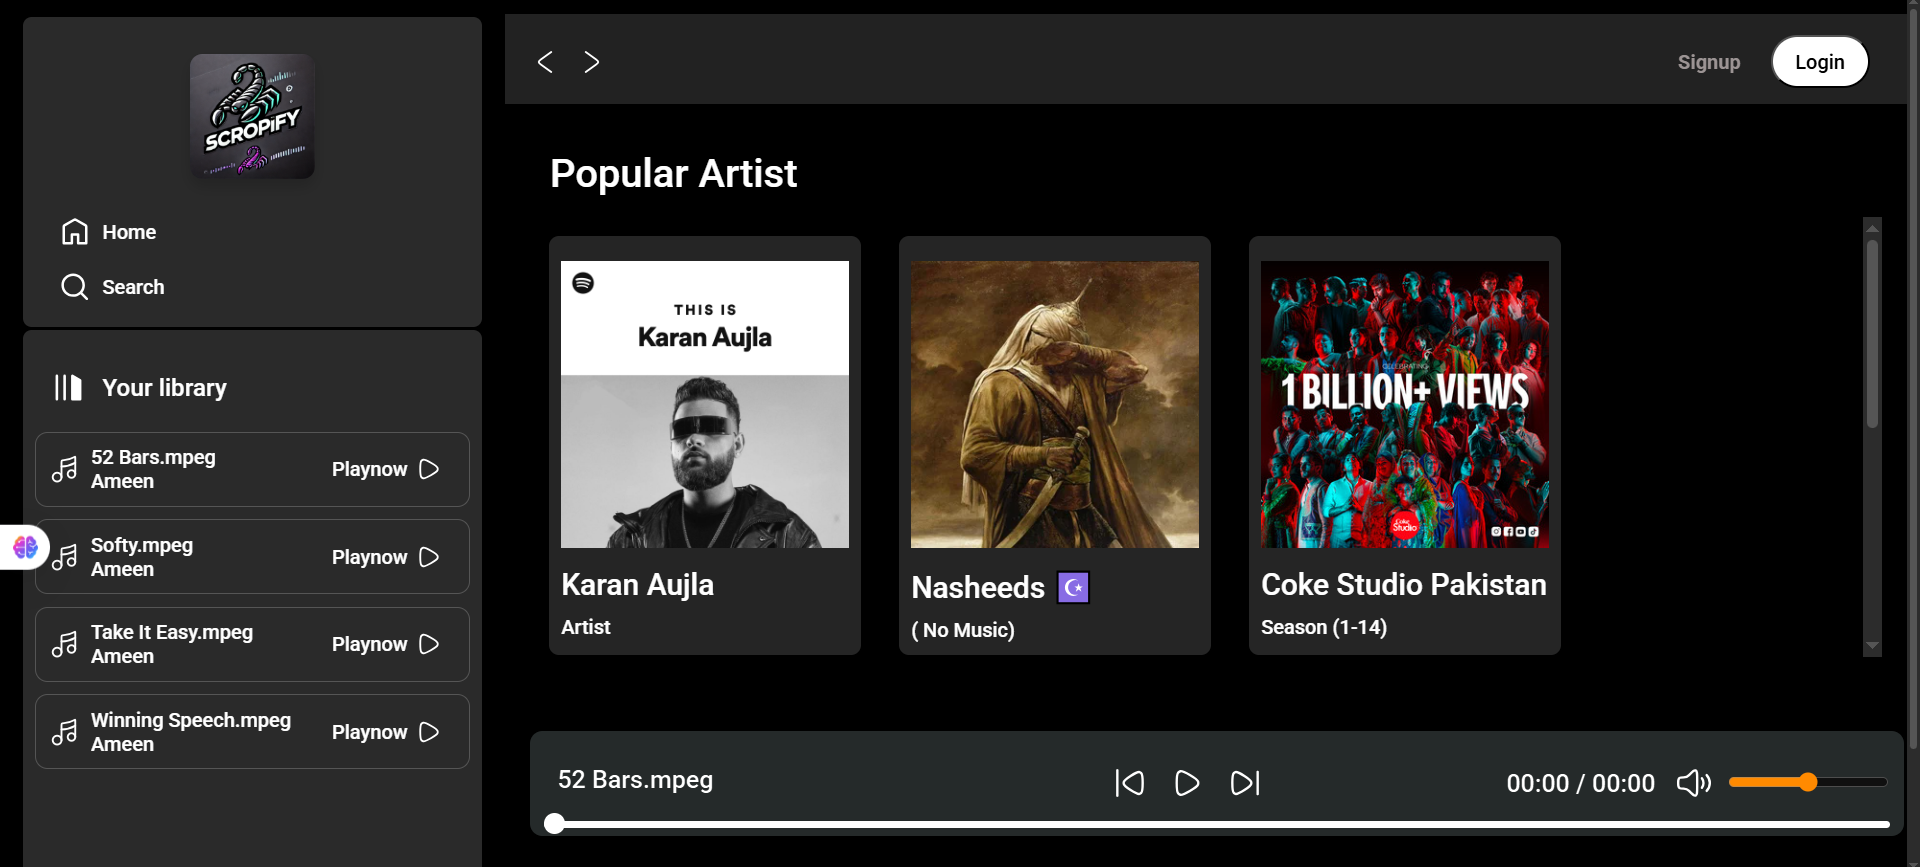 SCROPiFY
Home
Search
Your library
52 Bars.mpeg
Ameen
Playnow
Softy.mpeg
Ameen
Playnow
Take It Easy.mpeg
Ameen
Playnow
Winning Speech.mpeg
Ameen
Playnow
Signup
Login
Popular Artist
THIS IS
Karan Aujla
Karan Aujla
Artist
Nasheeds
( No Music)
CELEBRATING
1 BILLION+ VIEWS
Coke
Studio
Coke Studio Pakistan
Season (1-14)
52 Bars.mpeg
00:00 / 00:00